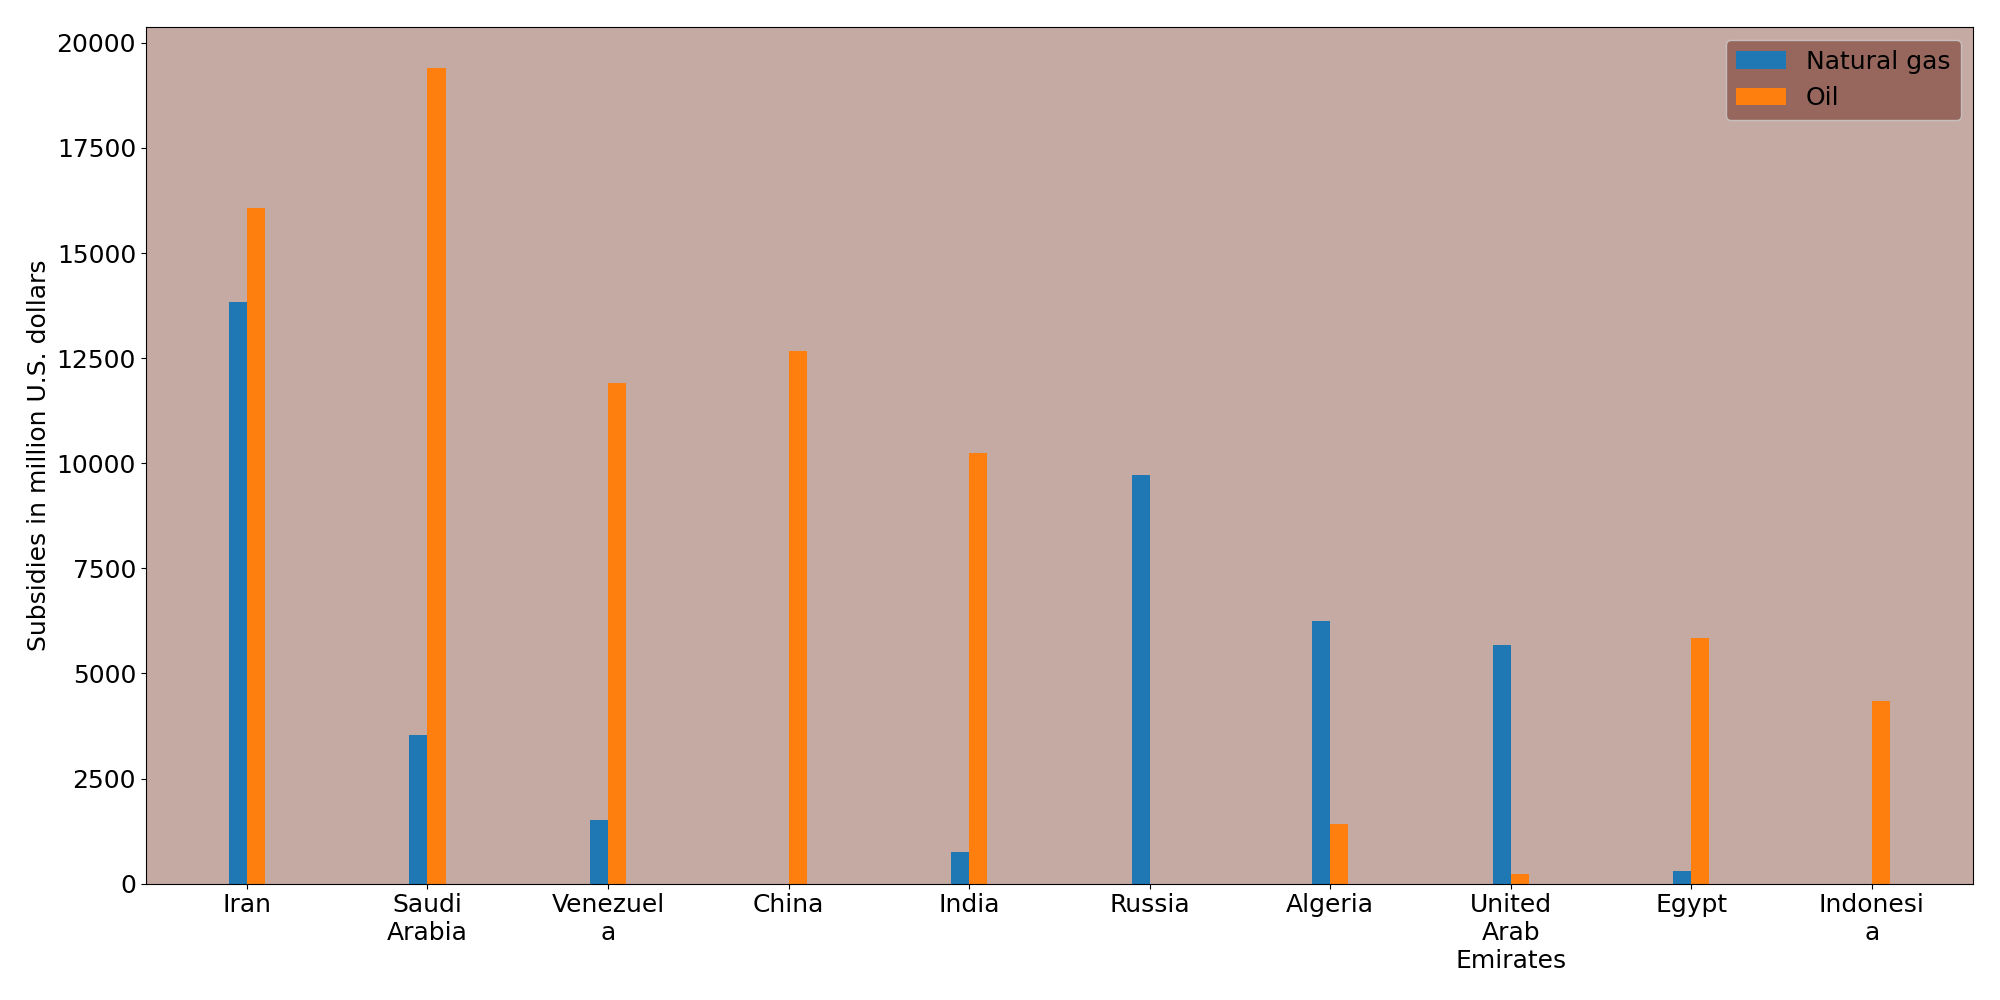 20000
17500
15000
12500
10000
7500
5000
2500
0
Subsidies in million U.S. dollars
Natural gas
Oil
Iran
Saudi
Arabia
Venezuel
a
China
India
Russia
Algeria
United
Arab
Emirates
Egypt
Indonesi
a